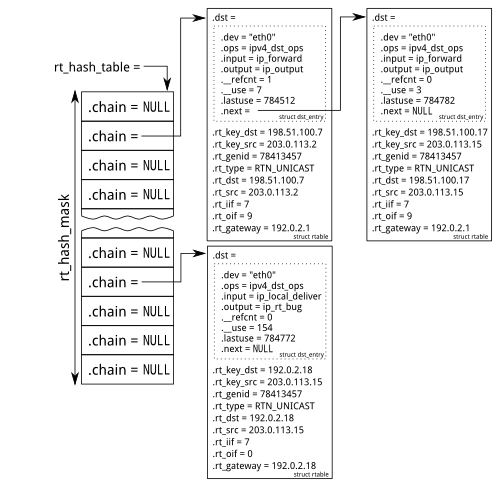 rt_hash_table =
rt_hash_mask
.chain = NULL
.chain =
.chain = NULL
.chain = NULL
.chain = NULL
.chain =
.chain = NULL
.chain = NULL
.chain = NULL
.dst =
.dev = "eth0"
.ops = ipv4_dst_ops
.input = ip_forward
.output = ip_output
.__refcnt = 1
.__use = 7
.lastuse = 784512
.next =
struct dst_entry
.rt_key_dst = 198.51.100.7
.rt_key_src = 203.0.113.2
.rt_genid = 78413457
.rt_type = RTN_UNICAST
.rt_dst = 198.51.100.7
.rt_src = 203.0.113.2
.rt_iif = 7
.rt_oif = 9
.rt_gateway = 192.0.2.1
struct rtable
.dst =
.dev = "eth0"
.ops = ipv4_dst_ops
.input = ip_forward
.output = ip_output
.__refcnt = 0
.__use = 3
.lastuse = 784782
.next = NULL
struct dst_entry
.rt_key_dst = 198.51.100.17
.rt_key_src = 203.0.113.15
.rt_genid = 78413457
.rt_type = RTN_UNICAST
.rt_dst = 198.51.100.17
.rt_src = 203.0.113.15
.rt_iif = 7
.rt_oif = 9
.rt_gateway = 192.0.2.1
struct rtable
.dst =
.dev = "eth0"
.ops = ipv4_dst_ops
.input = ip_local_deliver
.output = ip_rt_bug
.__refcnt = 0
.__use = 154
.lastuse = 784772
.next = NULL
struct dst_entry
.rt_key_dst = 192.0.2.18
.rt_key_src = 203.0.113.15
.rt_genid = 78413457
.rt_type = RTN_UNICAST
.rt_dst = 192.0.2.18
.rt_src = 203.0.113.15
.rt_iif = 7
.rt_oif = 0
.rt_gateway = 192.0.2.18
struct rtable